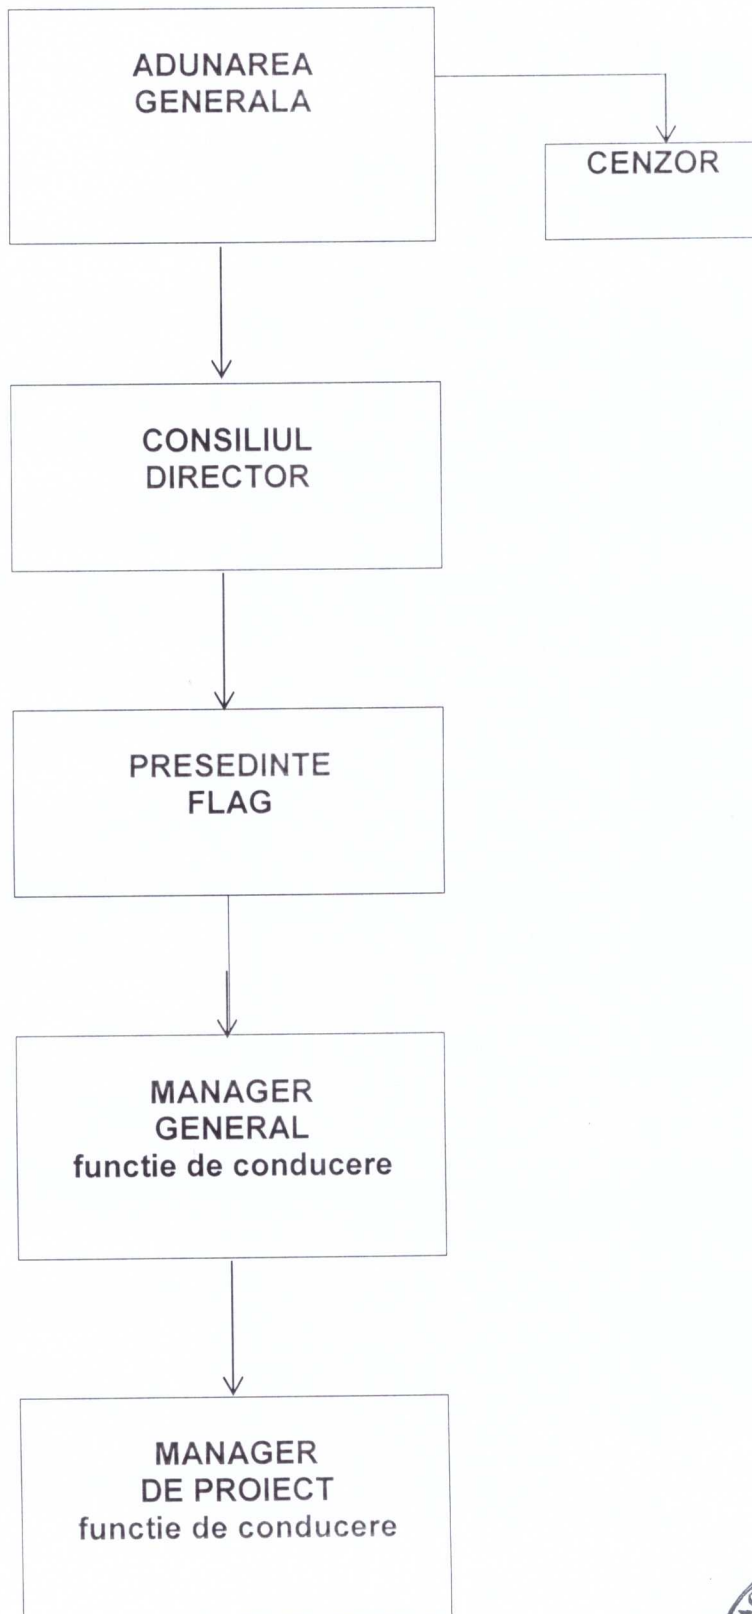 ADUNAREA
GENERALA
CENZOR
CONSILIUL
DIRECTOR
PRESEDINTE
FLAG
MANAGER
GENERAL
functie de conducere
MANAGER
DE PROIECT
functie de conducere